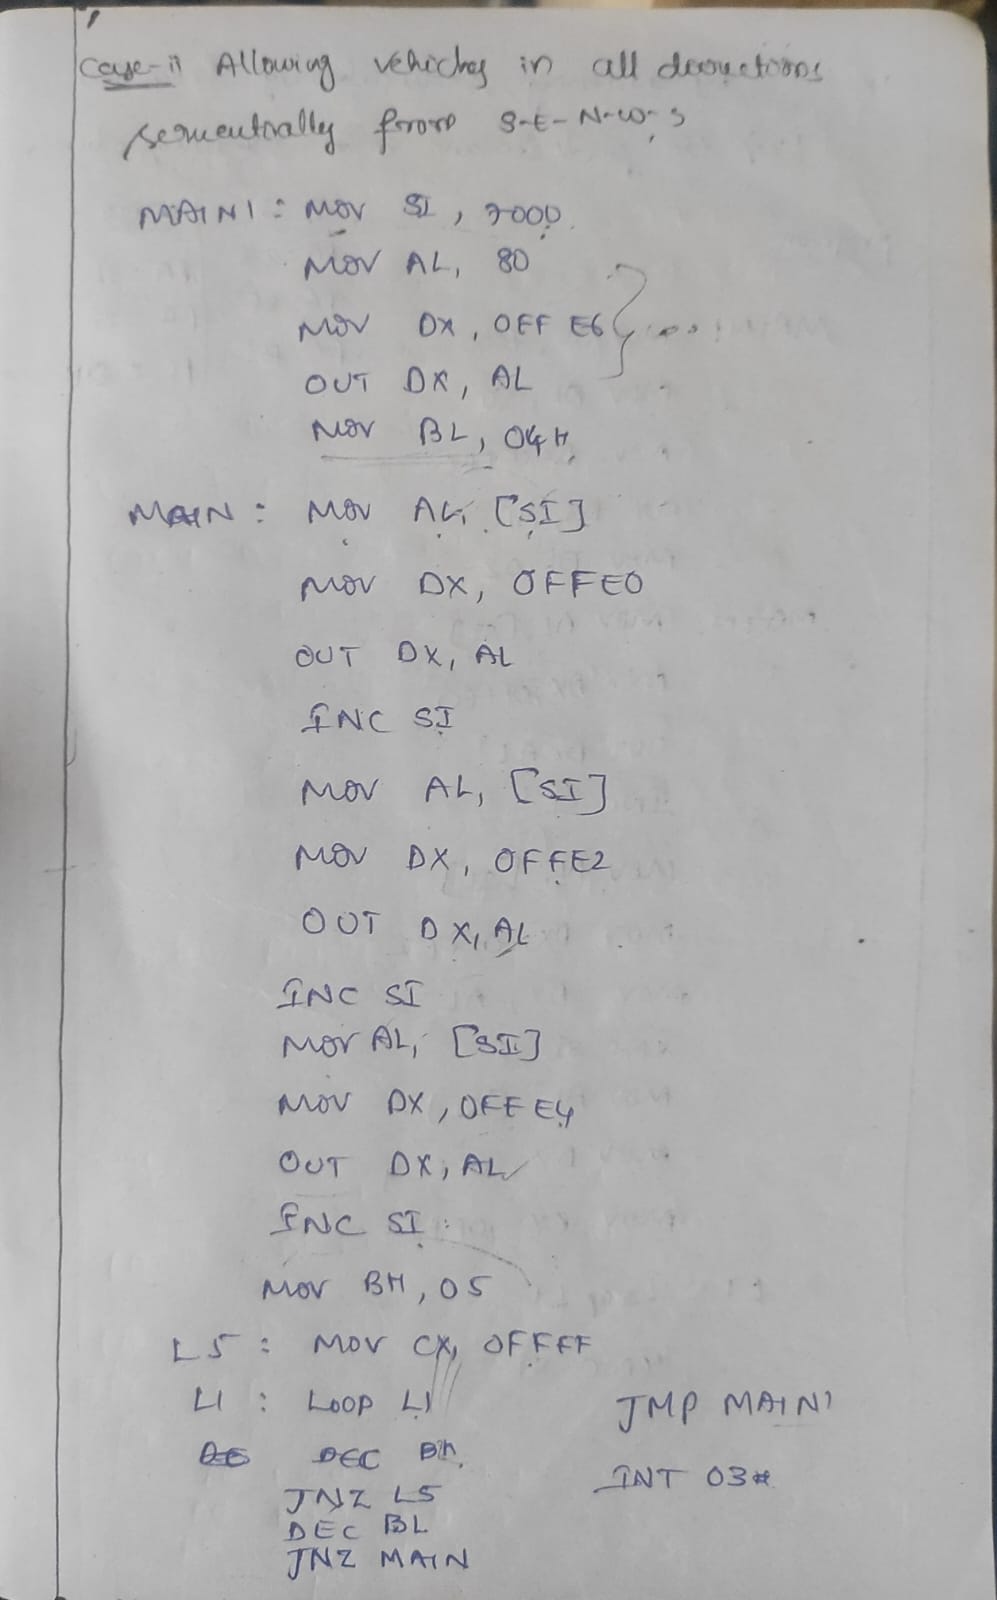 Case-ii Allowing vehicles in all directions
sequentially from S-E-N-W-S
MAIN1 : MOV SI, 7000
MOV AL, 80
MOV DX, OFFE6
OUT DX, AL
MOV BL, 04H
MAIN : MOV AL, [SI]
MOV DX, OFFE0
OUT DX, AL
INC SI
MOV AL, [SI]
MOV DX, OFFE2
OUT DX, AL
INC SI
MOV AL, [SI]
MOV DX, OFFE4
OUT DX, AL
INC SI
MOV BH, 05
L5 : MOV CX, OFFFF
L1 : LOOP L1
DEC BH
JNZ L5
DEC BL
JNZ MAIN
JMP MAIN1
INT 03H